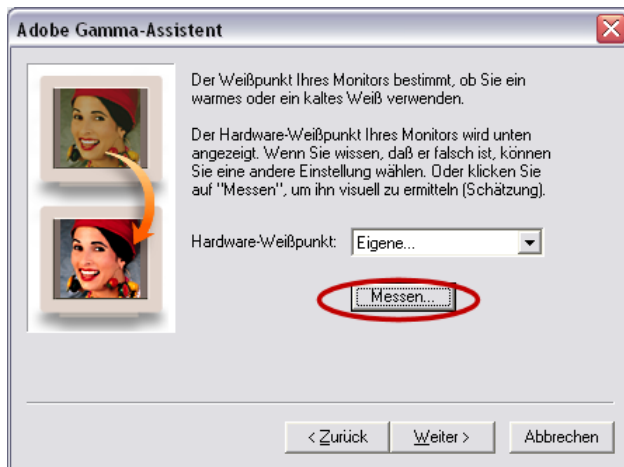 Adobe Gamma-Assistent
Der Weißpunkt Ihres Monitors bestimmt, ob Sie ein
warmes oder ein kaltes Weiß verwenden.
Der Hardware-Weißpunkt Ihres Monitors wird unten
angezeigt. Wenn Sie wissen, daß er falsch ist, können
Sie eine andere Einstellung wählen. Oder klicken Sie
auf "Messen", um ihn visuell zu ermitteln (Schätzung).
Hardware-Weißpunkt: Eigene...
Messen...
< Zurück Weiter > Abbrechen